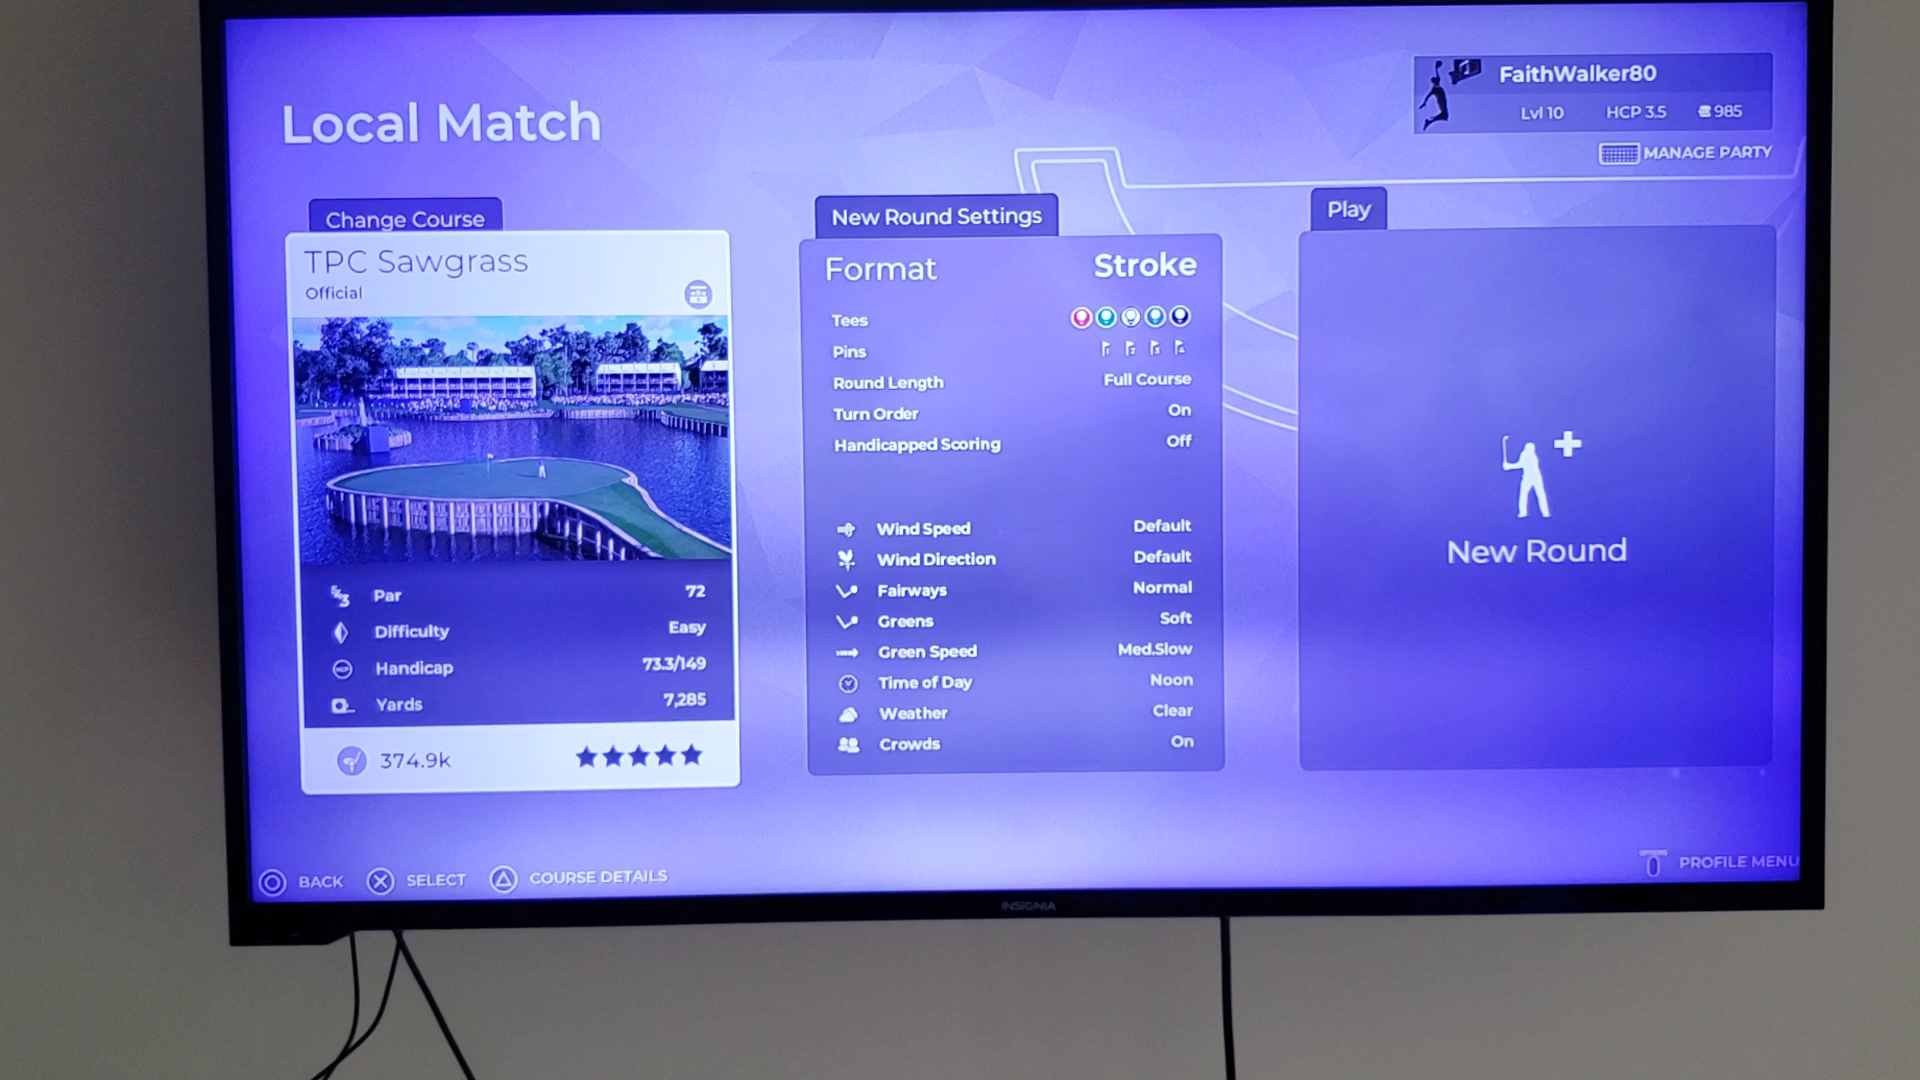 Local Match
FaithWalker80
Lvl 10 HCP 3.5 985
MANAGE PARTY
Change Course
TPC Sawgrass
Official
Par 72
Difficulty Easy
Handicap 73.3/149
Yards 7,285
374.9k
New Round Settings
Format Stroke
Tees
Pins 1 2 3 4
Round Length Full Course
Turn Order On
Handicapped Scoring Off
Wind Speed Default
Wind Direction Default
Fairways Normal
Greens Soft
Green Speed Med.Slow
Time of Day Noon
Weather Clear
Crowds On
Play
New Round
BACK SELECT COURSE DETAILS
PROFILE MENU
INSIGNIA